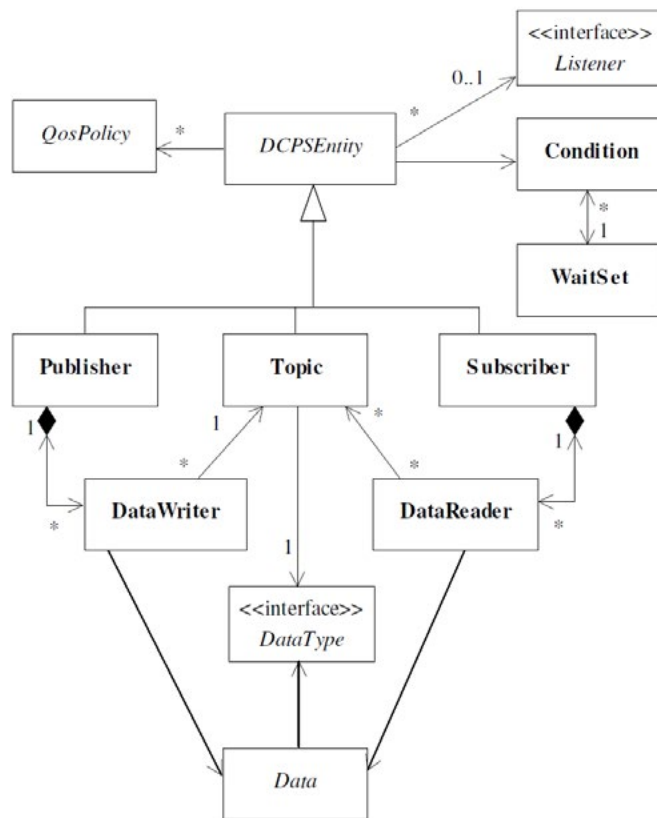 <<interface>>
Listener
0..1
*
QosPolicy
*
DCPSEntity
Condition
*
1
WaitSet
Publisher
Topic
Subscriber
1
1
*
1
*
*
DataWriter
DataReader
*
*
1
<<interface>>
DataType
Data